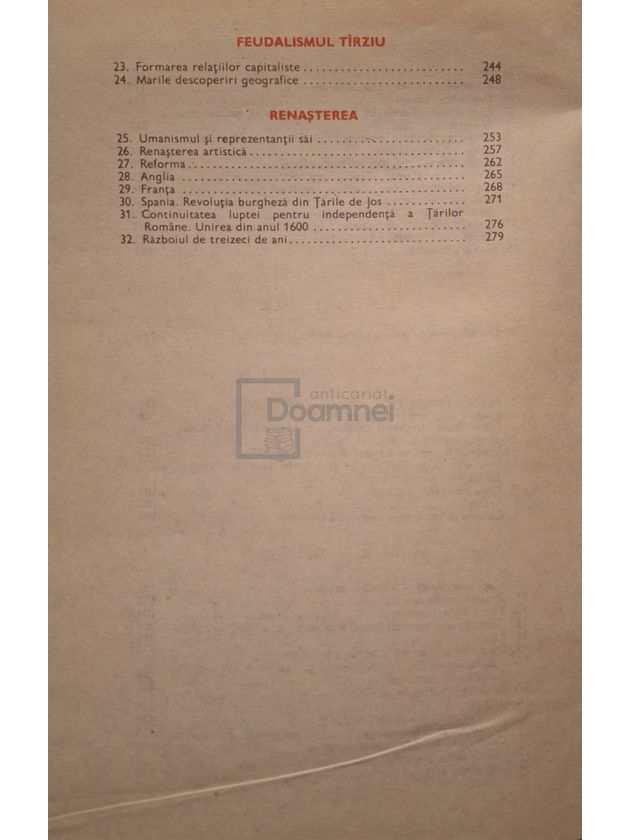 FEUDALISMUL TÎRZIU
23. Formarea relațiilor capitaliste . . . . . . . . . . . . . . . . . . . . . . . . . . 244
24. Marile descoperiri geografice . . . . . . . . . . . . . . . . . . . . . . . . . . 248
RENAȘTEREA
25. Umanismul și reprezentanții săi . . . . . . . . . . . . . . . . . . . . . . . . 253
26. Renașterea artistică . . . . . . . . . . . . . . . . . . . . . . . . . . . . . . . . . . . 257
27. Reforma . . . . . . . . . . . . . . . . . . . . . . . . . . . . . . . . . . . . . . . . . . . . . 262
28. Anglia . . . . . . . . . . . . . . . . . . . . . . . . . . . . . . . . . . . . . . . . . . . . . . 265
29. Franța . . . . . . . . . . . . . . . . . . . . . . . . . . . . . . . . . . . . . . . . . . . . . . 268
30. Spania. Revoluția burgheză din Țările de Jos . . . . . . . . . . . . . 271
31. Continuitatea luptei pentru independență a Țărilor
Române. Unirea din anul 1600 . . . . . . . . . . . . . . . . . . . . . . . . . 276
32. Războiul de treizeci de ani . . . . . . . . . . . . . . . . . . . . . . . . . . . . 279
anticariat
Doamnei